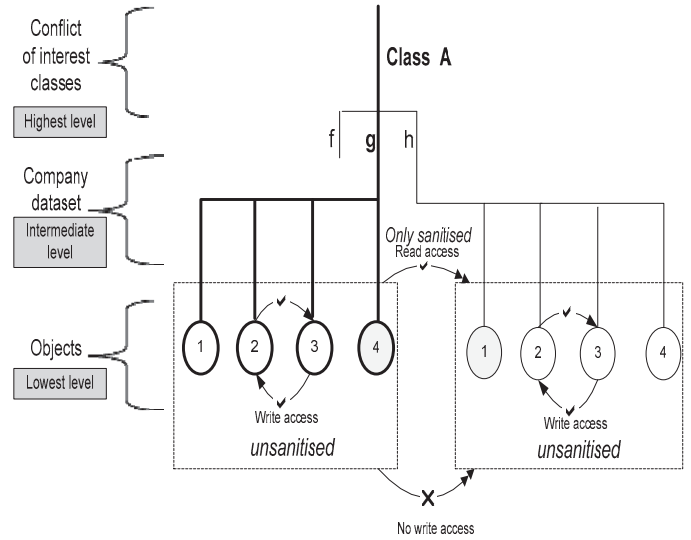 Conflict
of interest
classes
Highest level
Class A
f g h
Company
dataset
Intermediate
level
Only sanitised
Read access
Objects
Lowest level
1 2 3 4
Write access
unsanitised
1 2 3 4
Write access
unsanitised
No write access